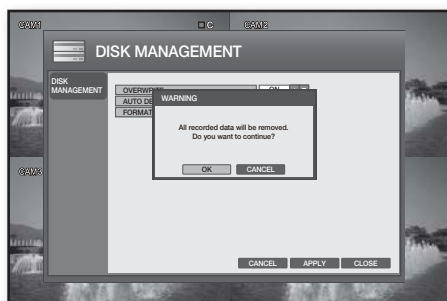 CAM1
C
CAM2
DISK MANAGEMENT
DISK
MANAGEMENT
OVERWRITE
ON
AUTO DE
FORMAT
WARNING
All recorded data will be removed.
Do you want to continue?
OK
CANCEL
CAM3
CANCEL
APPLY
CLOSE